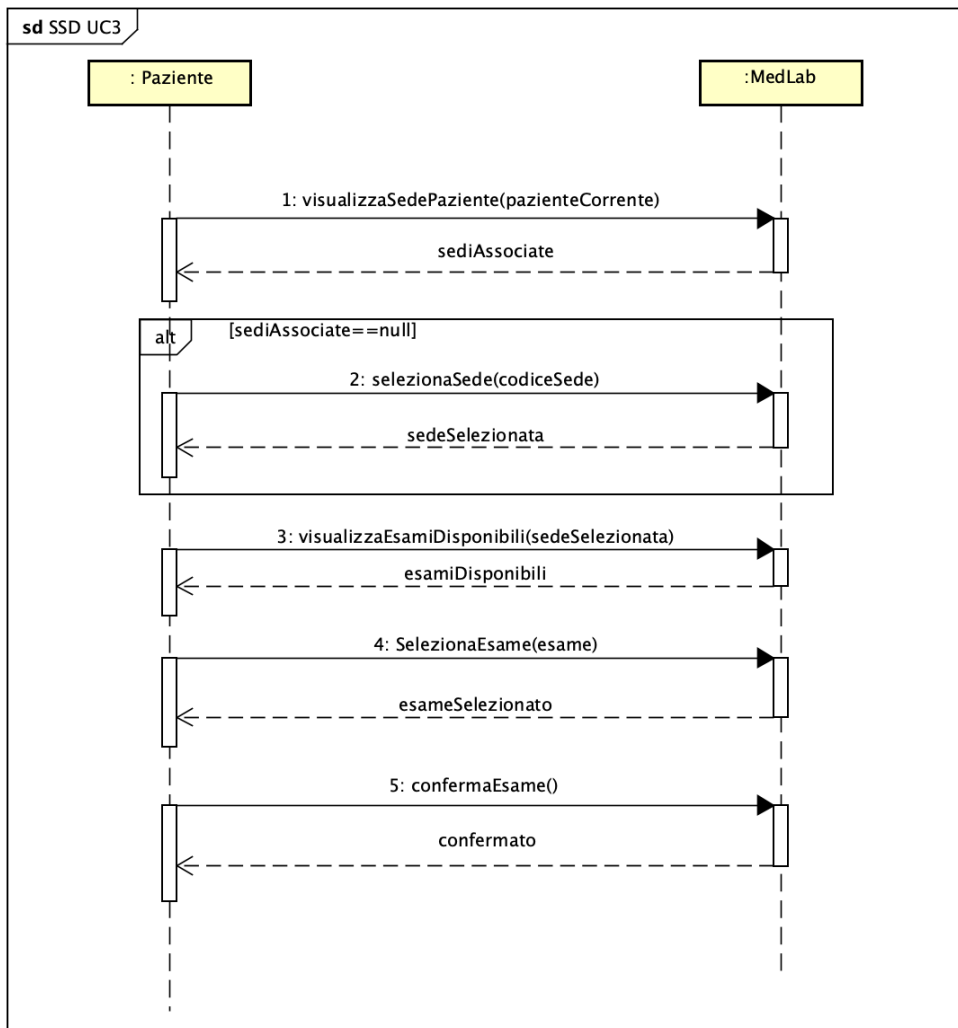 sd SSD UC3
: Paziente
:MedLab
1: visualizzaSedePaziente(pazienteCorrente)
sediAssociate
alt
[sediAssociate==null]
2: selezionaSede(codiceSede)
sedeSelezionata
3: visualizzaEsamiDisponibili(sedeSelezionata)
esamiDisponibili
4: SelezionaEsame(esame)
esameSelezionato
5: confermaEsame()
confermato